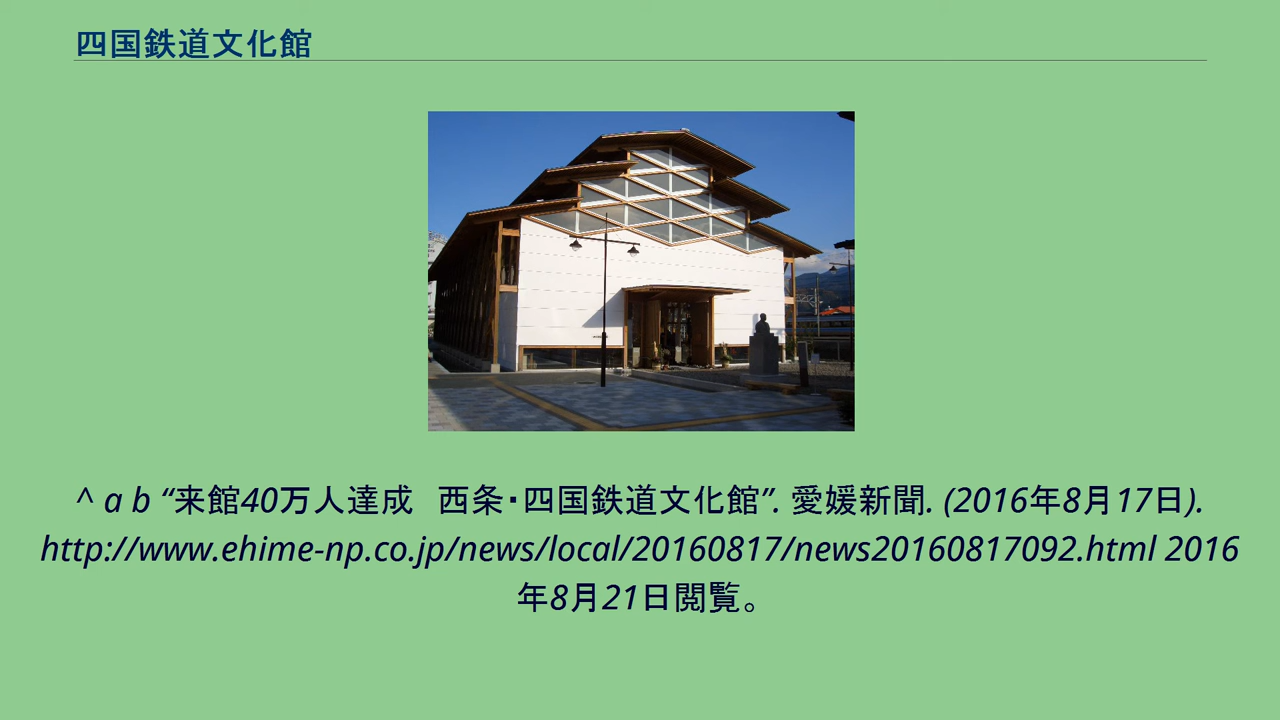 四国鉄道文化館
^ a b “来館40万人達成　西条・四国鉄道文化館”. 愛媛新聞. (2016年8月17日).
http://www.ehime-np.co.jp/news/local/20160817/news20160817092.html 2016
年8月21日閲覧。